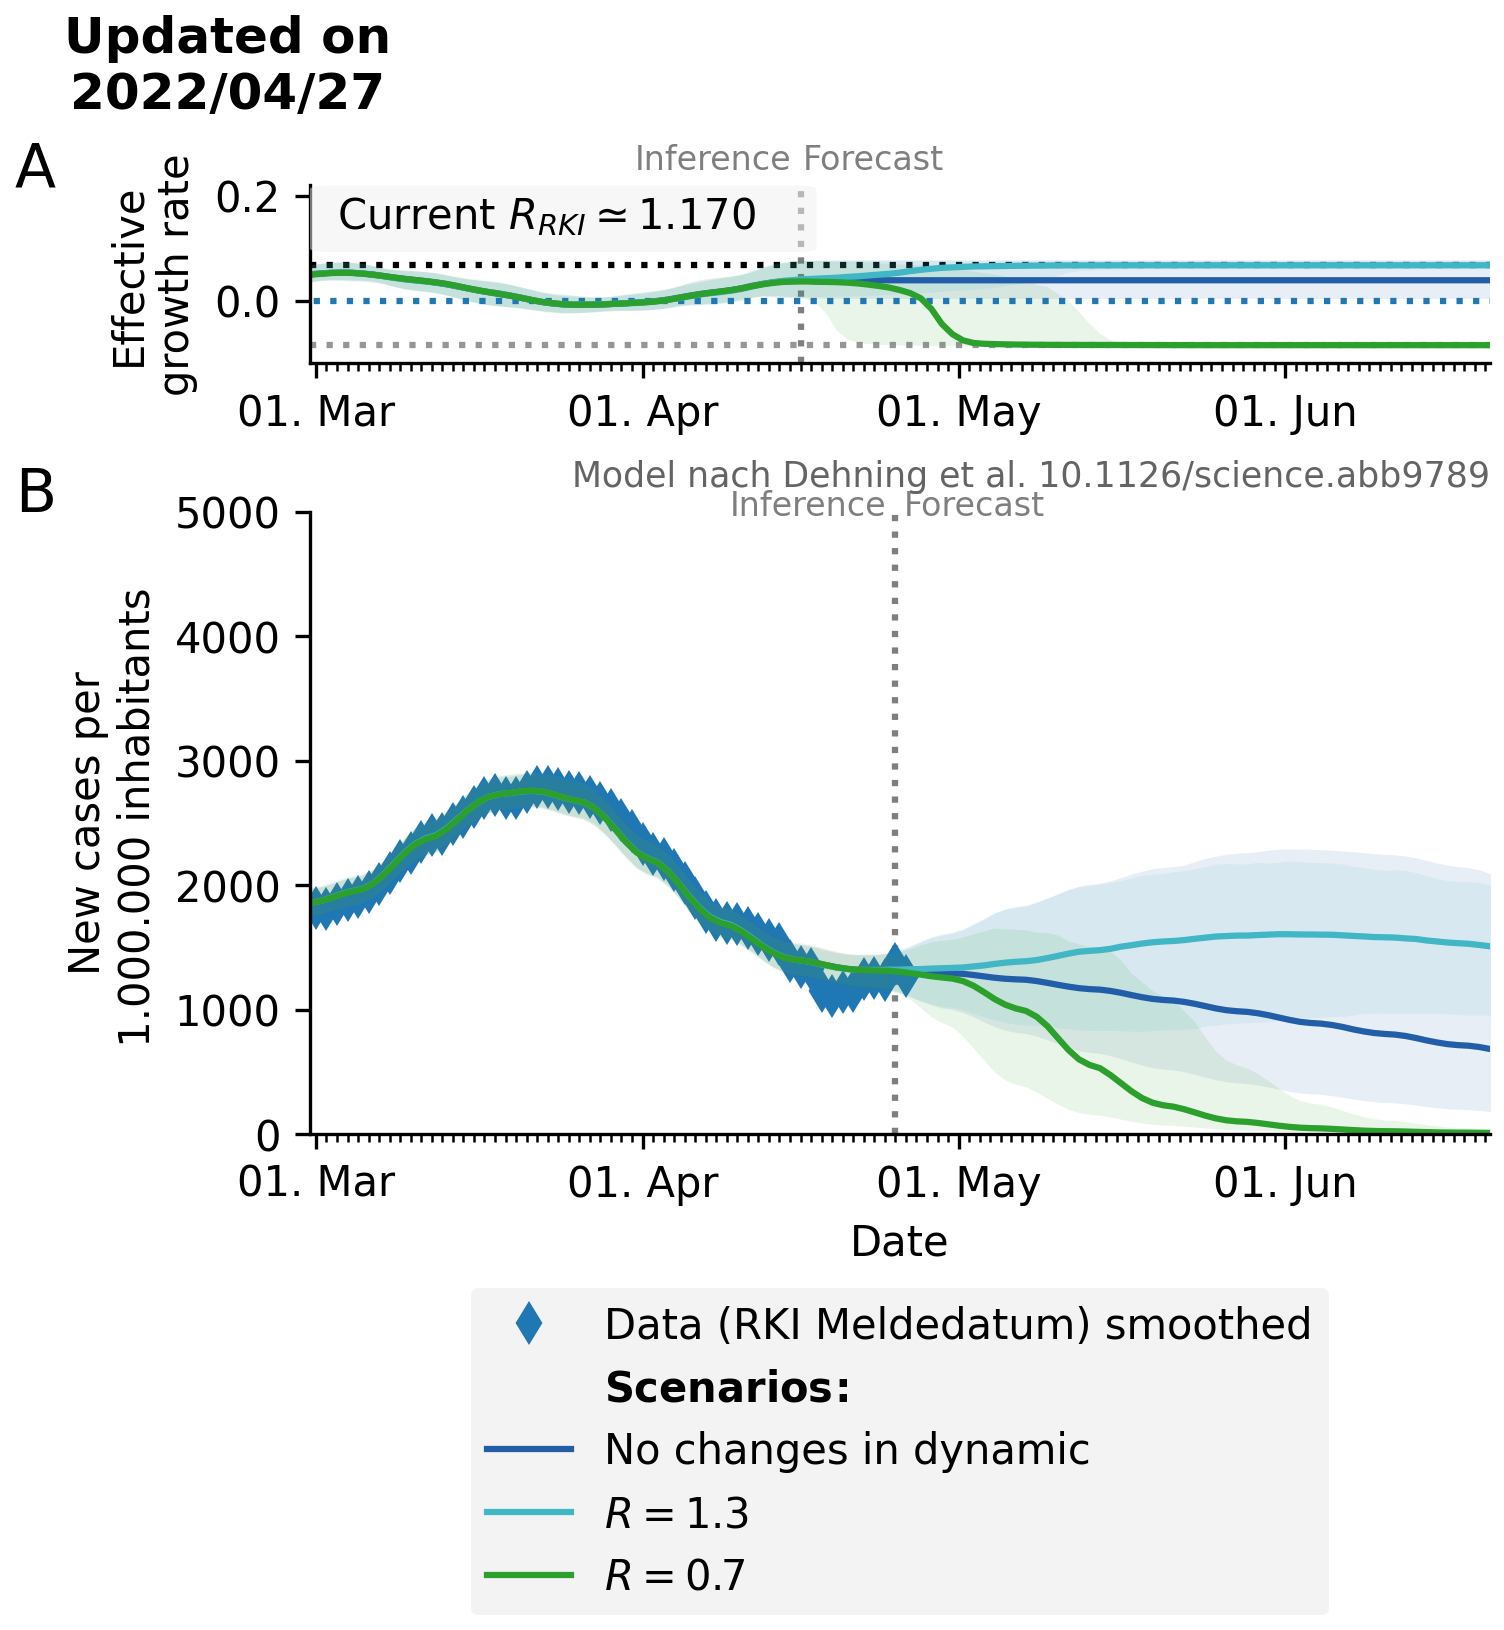 Updated on
2022/04/27
A
Inference Forecast
Effective
growth rate
0.2
0.0
Current R_RKI ≃ 1.170
01. Mar 01. Apr 01. May 01. Jun
B
Model nach Dehning et al. 10.1126/science.abb9789
Inference Forecast
New cases per
1.000.000 inhabitants
5000
4000
3000
2000
1000
0
01. Mar 01. Apr 01. May 01. Jun
Date
Data (RKI Meldedatum) smoothed
Scenarios:
No changes in dynamic
R = 1.3
R = 0.7